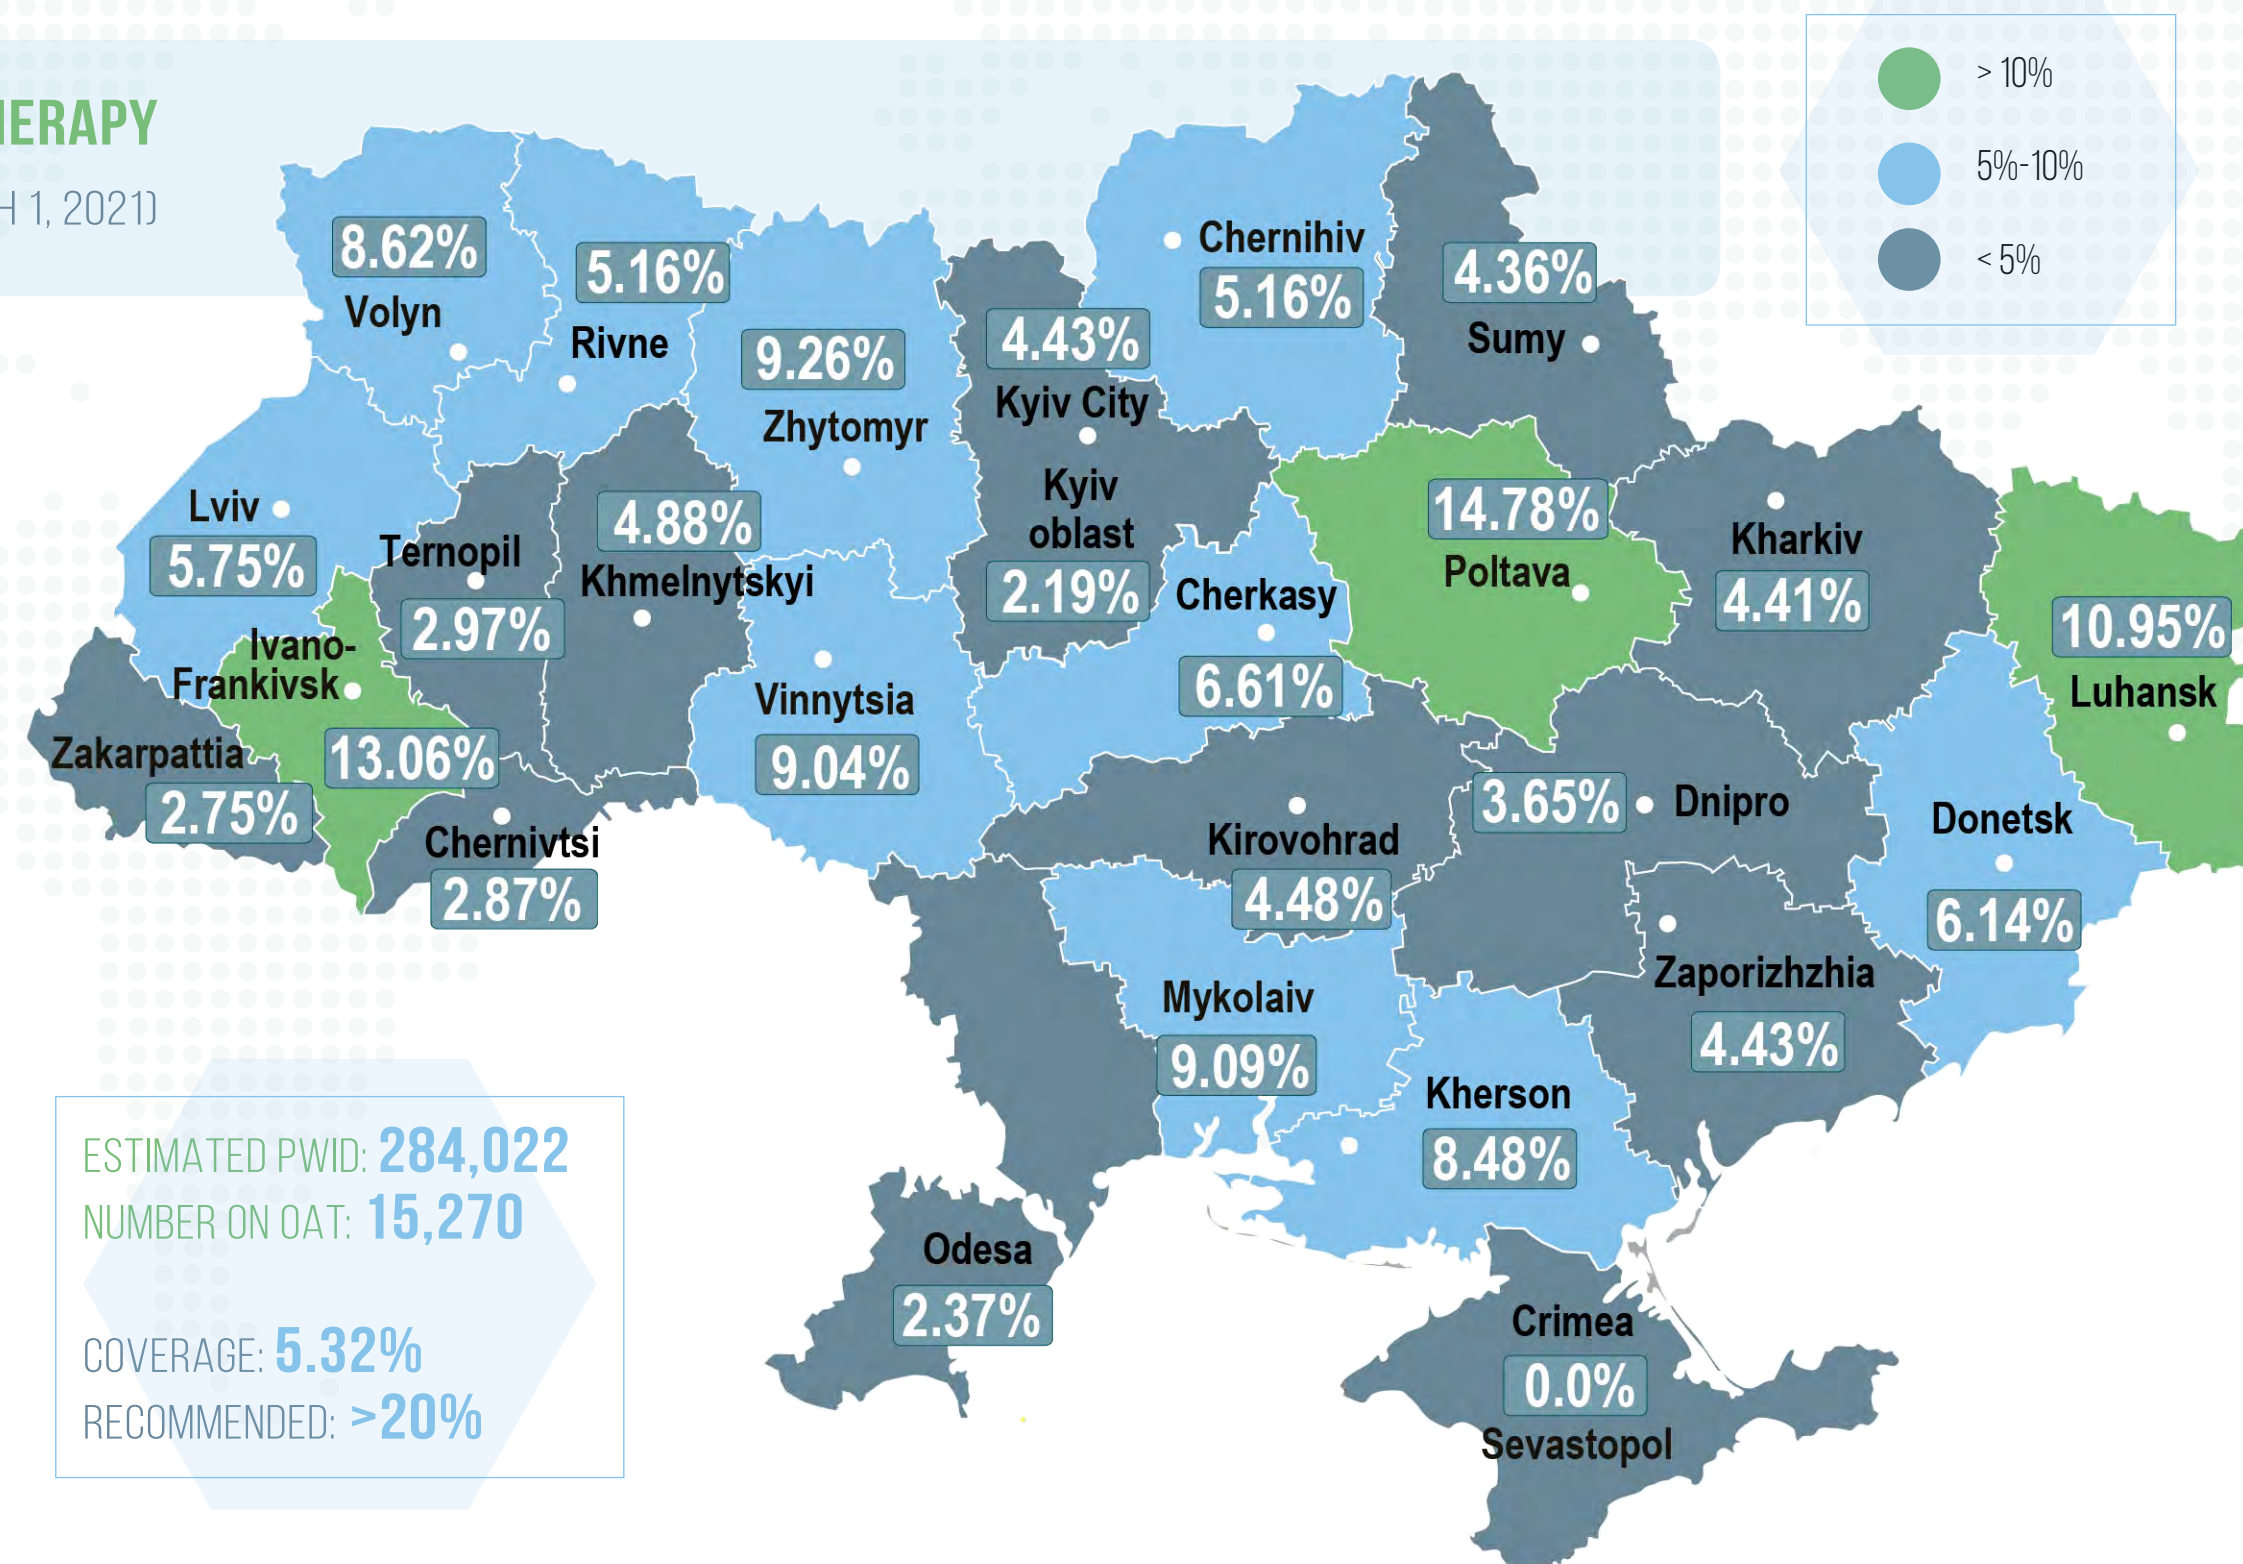 HERAPY
H 1, 2021)
> 10%
5%-10%
< 5%
8.62%
Volyn
5.16%
Rivne
9.26%
Zhytomyr
4.43%
Kyiv City
Kyiv
oblast
2.19%
Chernihiv
5.16%
4.36%
Sumy
Lviv
5.75%
Ternopil
2.97%
4.88%
Khmelnytskyi
Ivano-
Frankivsk
13.06%
Zakarpattia
2.75%
Chernivtsi
2.87%
Vinnytsia
9.04%
Cherkasy
6.61%
14.78%
Poltava
Kharkiv
4.41%
10.95%
Luhansk
Kirovohrad
4.48%
3.65%
Dnipro
Donetsk
6.14%
Zaporizhzhia
4.43%
Mykolaiv
9.09%
Kherson
8.48%
Odesa
2.37%
Crimea
0.0%
Sevastopol
ESTIMATED PWID: 284,022
NUMBER ON OAT: 15,270
COVERAGE: 5.32%
RECOMMENDED: >20%